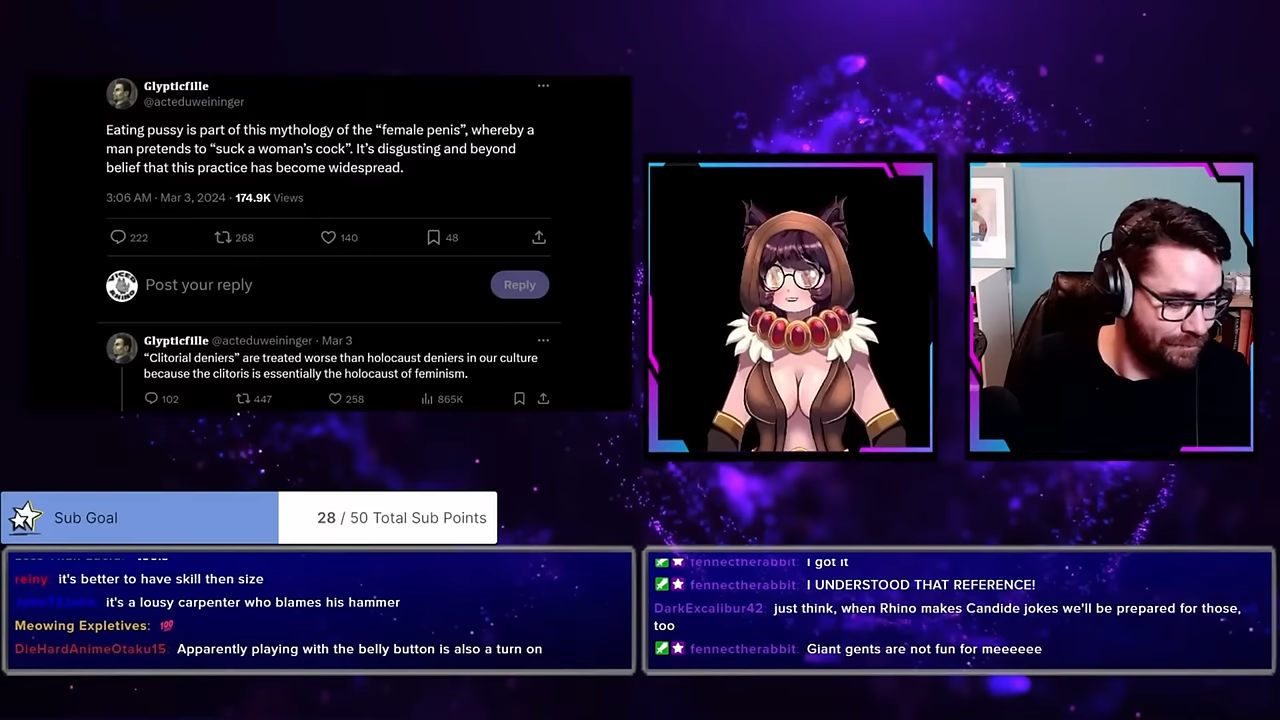 Glypticfille
@acteduweininger
Eating pussy is part of this mythology of the “female penis”, whereby a
man pretends to “suck a woman’s cock”. It’s disgusting and beyond
belief that this practice has become widespread.
3:06 AM · Mar 3, 2024 · 174.9K Views
222 268 140 48
Post your reply Reply
Glypticfille @acteduweininger · Mar 3
“Clitorial deniers” are treated worse than holocaust deniers in our culture
because the clitoris is essentially the holocaust of feminism.
102 447 258 865K
Sub Goal 28 / 50 Total Sub Points
reiny: it's better to have skill then size
it's a lousy carpenter who blames his hammer
Meowing Expletives: 💯
DieHardAnimeOtaku15: Apparently playing with the belly button is also a turn on
fennectherabbit: I got it
fennectherabbit: I UNDERSTOOD THAT REFERENCE!
DarkExcalibur42: just think, when Rhino makes Candide jokes we'll be prepared for those,
too
fennectherabbit: Giant gents are not fun for meeeeee